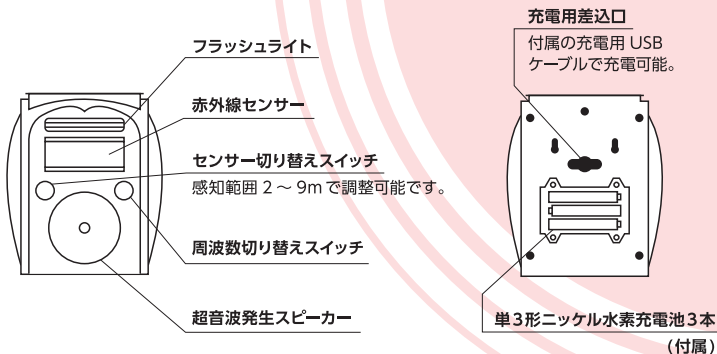 フラッシュライト
赤外線センサー
センサー切り替えスイッチ
感知範囲 2 ～ 9m で調整可能です。
周波数切り替えスイッチ
超音波発生スピーカー
充電用差込口
付属の充電用 USB
ケーブルで充電可能。
単3形ニッケル水素充電池3本
（付属）